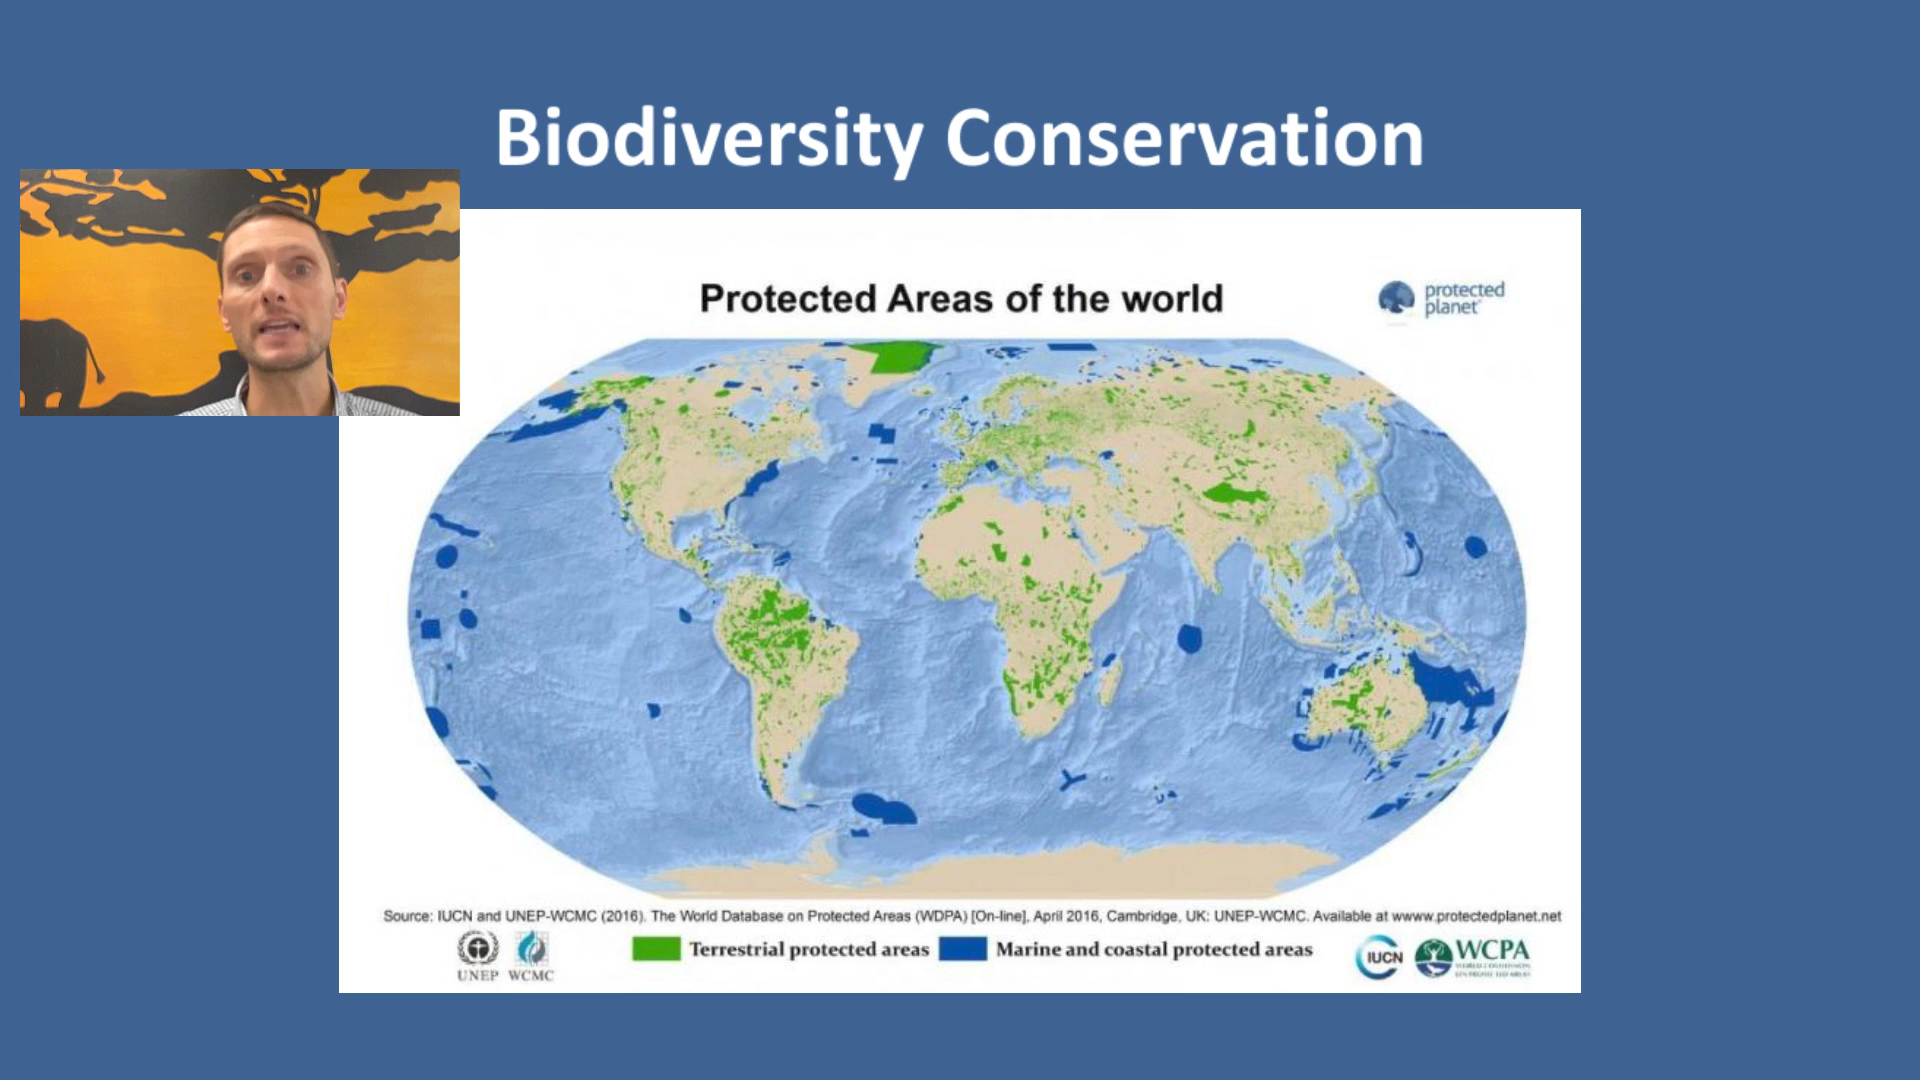 Biodiversity Conservation
Protected Areas of the world
protected
planet
Source: IUCN and UNEP-WCMC (2016). The World Database on Protected Areas (WDPA) [On-line], April 2016, Cambridge, UK: UNEP-WCMC. Available at wwww.protectedplanet.net
UNEP WCMC
Terrestrial protected areas
Marine and coastal protected areas
IUCN
WCPA